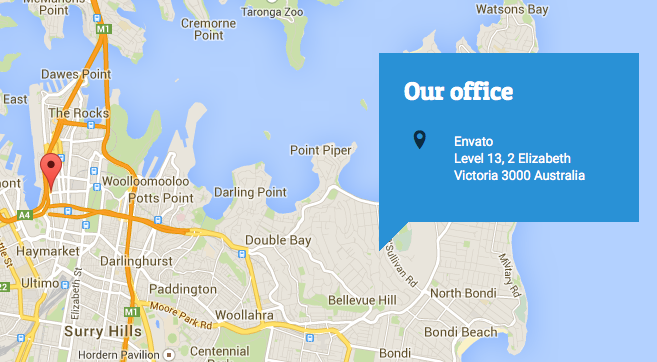 McMahons
Point
Cremorne
Point
Taronga Zoo
Watsons Bay
M1
Dawes Point
East
The Rocks
Our office
Envato
Level 13, 2 Elizabeth
Victoria 3000 Australia
Point Piper
Woolloomooloo
Potts Point
Darling Point
A4
Double Bay
O'Sullivan Rd
Haymarket
Darlinghurst
Military Rd
Ultimo
Elizabeth St
Paddington
Bellevue Hill
North Bondi
M1
Moore Park Rd
Woollahra
Surry Hills
Bondi Beach
Hordern Pavilion
Centennial
Bondi